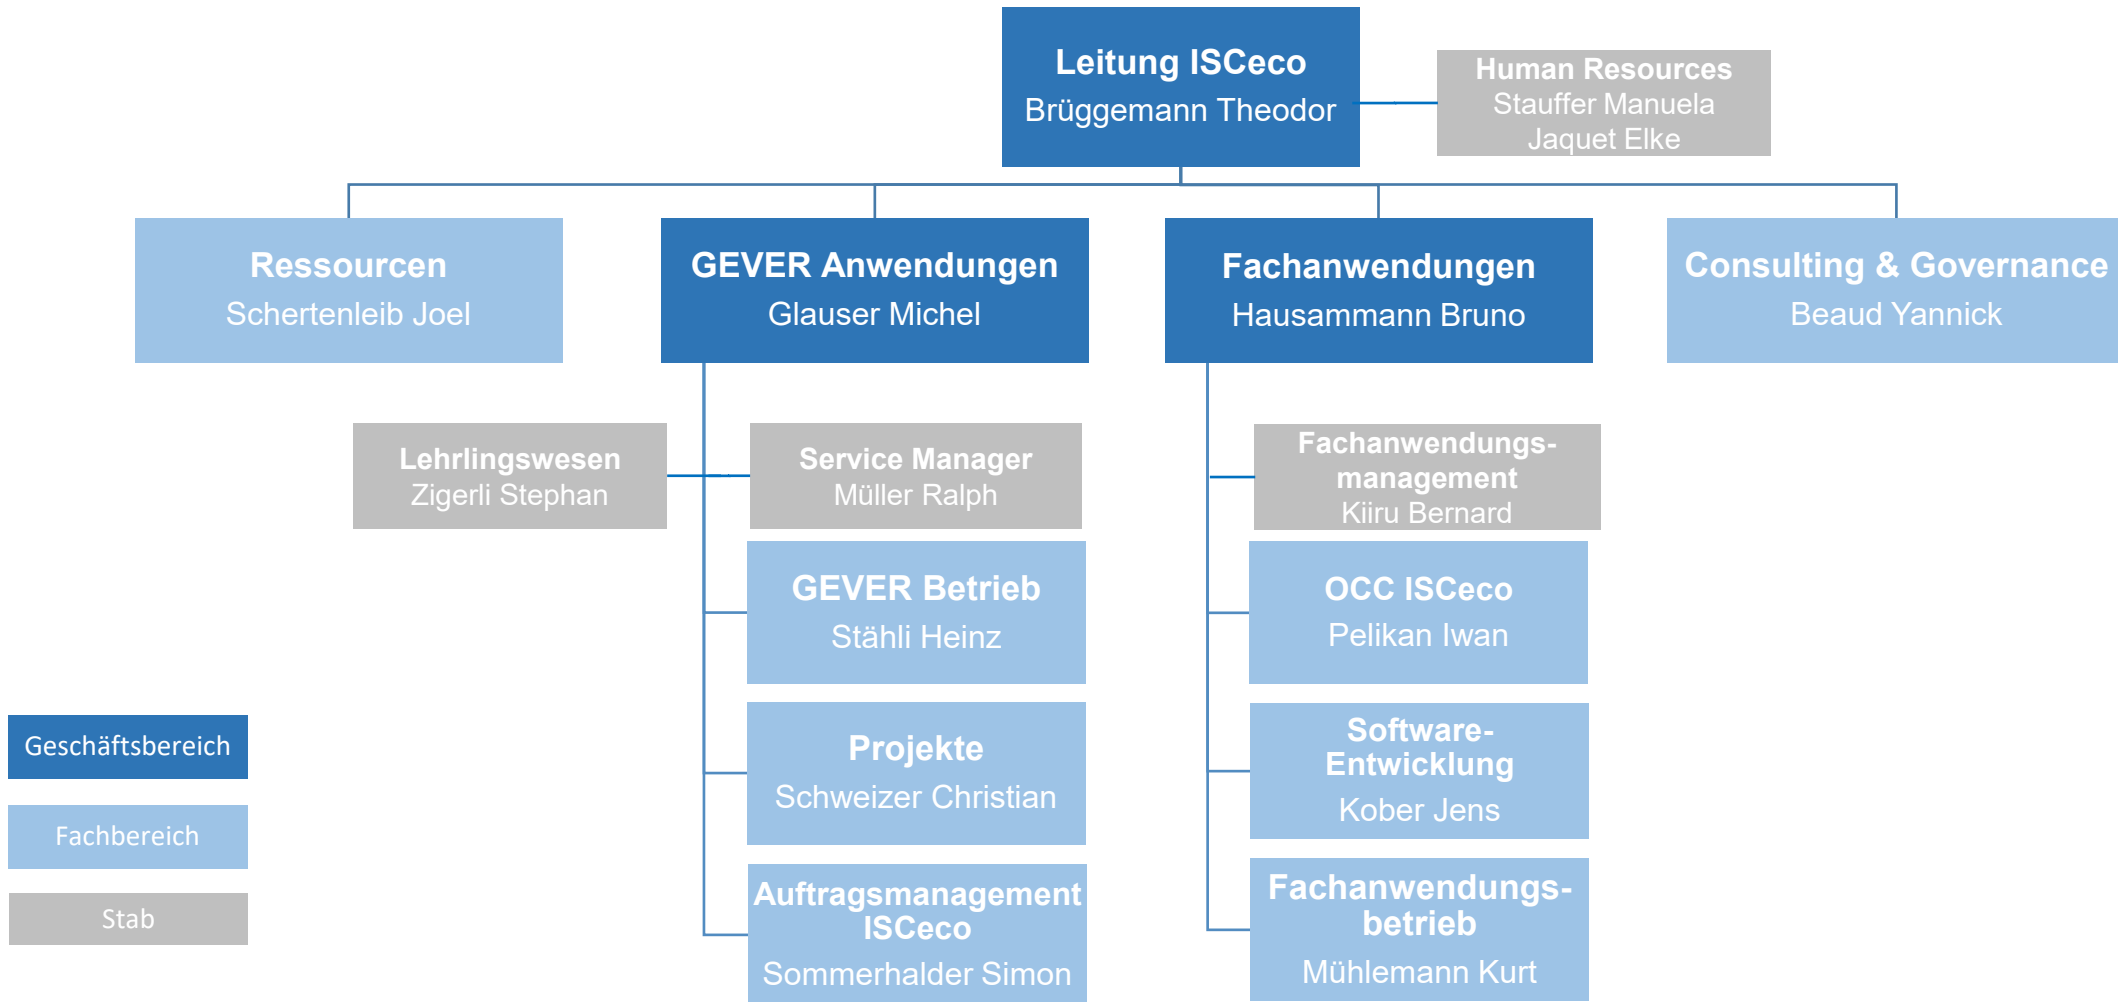 Leitung ISCeco
Brüggemann Theodor
Human Resources
Stauffer Manuela
Jaquet Elke
Ressourcen
Schertenleib Joel
GEVER Anwendungen
Glauser Michel
Fachanwendungen
Hausammann Bruno
Consulting & Governance
Beaud Yannick
Lehrlingswesen
Zigerli Stephan
Service Manager
Müller Ralph
Fachanwendungs-
management
Kiiru Bernard
GEVER Betrieb
Stähli Heinz
OCC ISCeco
Pelikan Iwan
Projekte
Schweizer Christian
Software-
Entwicklung
Kober Jens
Auftragsmanagement
ISCeco
Sommerhalder Simon
Fachanwendungs-
betrieb
Mühlemann Kurt
Geschäftsbereich
Fachbereich
Stab